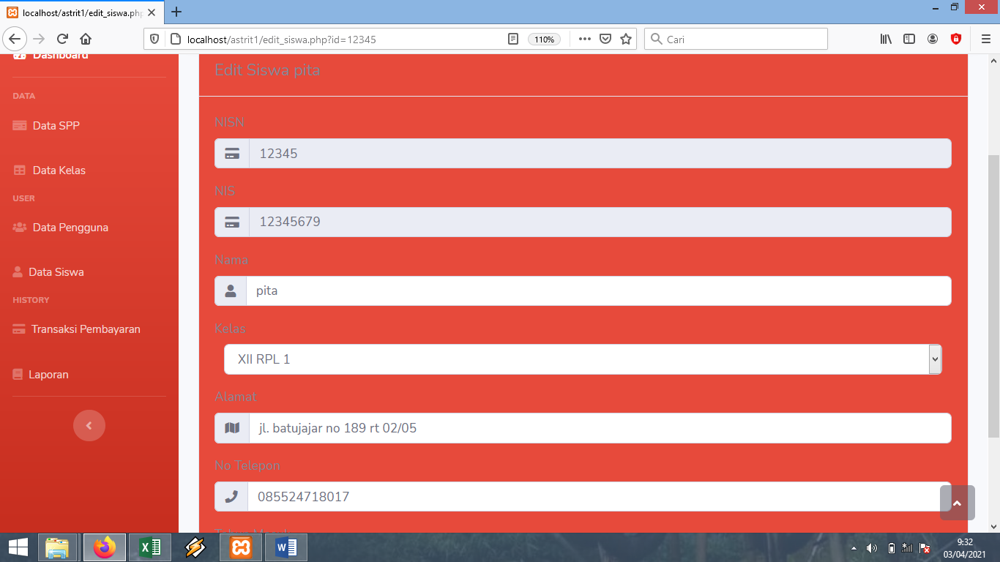 localhost/astrit1/edit_siswa.php
localhost/astrit1/edit_siswa.php?id=12345
110%
Cari
Dashboard
DATA
Data SPP
Data Kelas
USER
Data Pengguna
Data Siswa
HISTORY
Transaksi Pembayaran
Laporan
Edit Siswa pita
NISN
12345
NIS
12345679
Nama
pita
Kelas
XII RPL 1
Alamat
jl. batujajar no 189 rt 02/05
No Telepon
085524718017
Tahun Masuk
9:32
03/04/2021